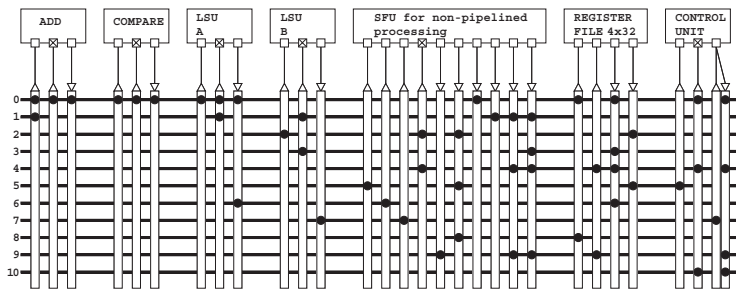 ADD
COMPARE
LSU
A
LSU
B
SFU for non-pipelined
processing
REGISTER
FILE 4x32
CONTROL
UNIT
0
1
2
3
4
5
6
7
8
9
10